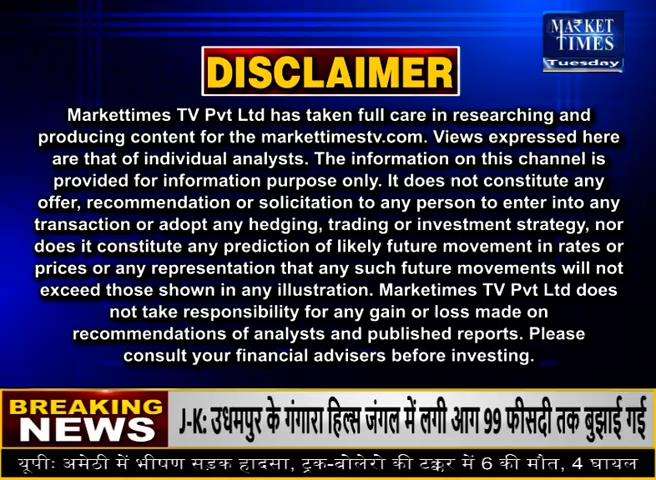 MARKET
TIMES
Tuesday
DISCLAIMER
Markettimes TV Pvt Ltd has taken full care in researching and
producing content for the markettimestv.com. Views expressed here
are that of individual analysts. The information on this channel is
provided for information purpose only. It does not constitute any
offer, recommendation or solicitation to any person to enter into any
transaction or adopt any hedging, trading or investment strategy, nor
does it constitute any prediction of likely future movement in rates or
prices or any representation that any such future movements will not
exceed those shown in any illustration. Marketimes TV Pvt Ltd does
not take responsibility for any gain or loss made on
recommendations of analysts and published reports. Please
consult your financial advisers before investing.
BREAKING
NEWS
J-K: उधमपुर के गंगारा हिल्स जंगल में लगी आग 99 फीसदी तक बुझाई गई
यूपीः अमेठी में भीषण सड़क हादसा, ट्रक-बोलेरो की टक्कर में 6 की मौत, 4 घायल